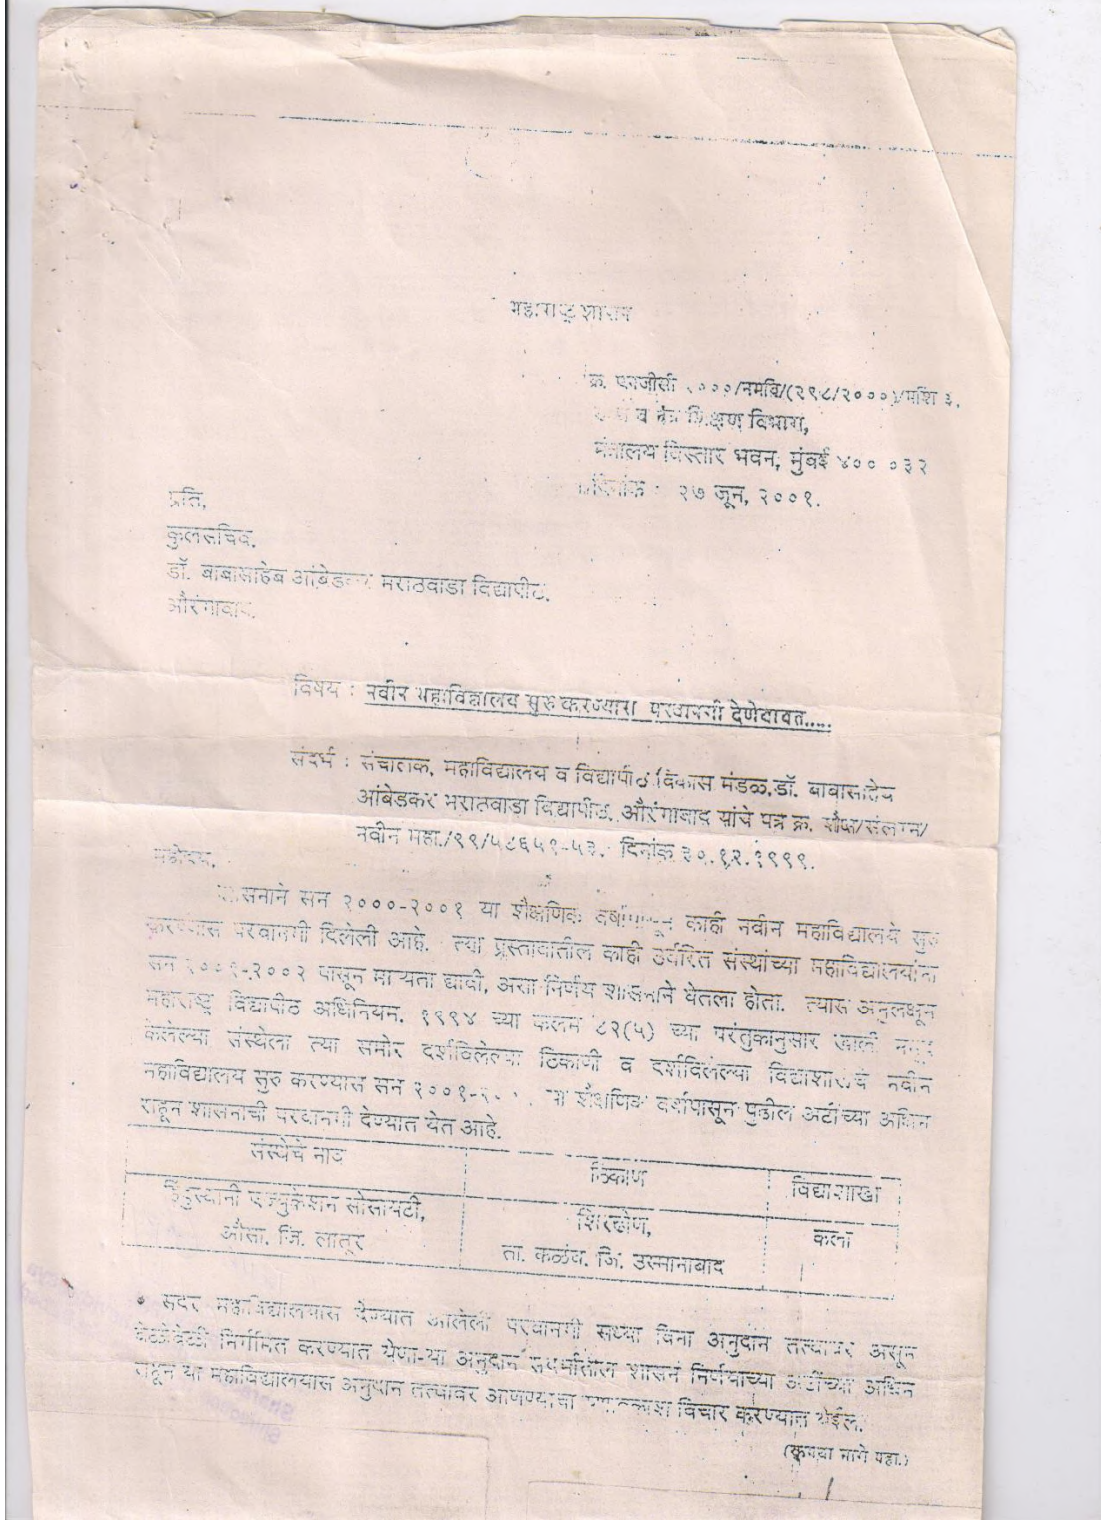 महाराष्ट्र शासन
क्र. एनजीसी २०००/नमवि/(२९८/२०००)/मशि ३,
व तंत्र शिक्षण विभाग,
मंत्रालय विस्तार भवन, मुंबई ४०० ०३२
दिनांक : २७ जून, २००१.
प्रति,
कुलसचिव,
डॉ. बाबासाहेब आंबेडकर मराठवाडा विद्यापीठ,
औरंगाबाद.
विषय : नवीन महाविद्यालय सुरु करण्यास परवानगी देणेबाबत.....
संदर्भ : संचालक, महाविद्यालय व विद्यापीठ विकास मंडळ, डॉ. बाबासाहेब
आंबेडकर मराठवाडा विद्यापीठ, औरंगाबाद यांचे पत्र क्र. शैक्ष/संलग्न/
नवीन महा./९९/५८६५१-५३, दिनांक ३०.१२.१९९९.
महोदय,
शासनाने सन २०००-२००१ या शैक्षणिक वर्षापासून काही नवीन महाविद्यालये सुरु
करण्यास परवानगी दिलेली आहे. त्या प्रस्तावातील काही उर्वरित संस्थांच्या महाविद्यालयांना
सन २००१-२००२ पासून मान्यता द्यावी, असा निर्णय शासनाने घेतला होता. त्यास अनुलक्षून
महाराष्ट्र विद्यापीठ अधिनियम, १९९४ च्या कलम ८२(५) च्या परंतुकानुसार खाली नमूद
केलेल्या संस्थेला त्या समोर दर्शविलेल्या ठिकाणी व दर्शविलेल्या विद्याशाखेचे नवीन
महाविद्यालय सुरु करण्यास सन २००१-२०० या शैक्षणिक वर्षापासून पुढील अटींच्या अधिन
राहून शासनाची परवानगी देण्यात येत आहे.
संस्थेचे नाव ठिकाण विद्याशाखा
हिंदुस्थानी एज्युकेशन सोसायटी, शिरढोण, कला
औसा, जि. लातूर ता. कळंब, जि. उस्मानाबाद
सदर महाविद्यालयास देण्यात आलेली परवानगी सध्या विना अनुदान तत्वावर असून
वेळोवेळी निर्गमित करण्यात येणा-या अनुदान संदर्भातील शासन निर्णयाच्या अटींच्या अधिन
राहून या महाविद्यालयास अनुदान तत्वावर आणण्याचा विचार करण्यात येईल.
(कृपया मागे पहा.)